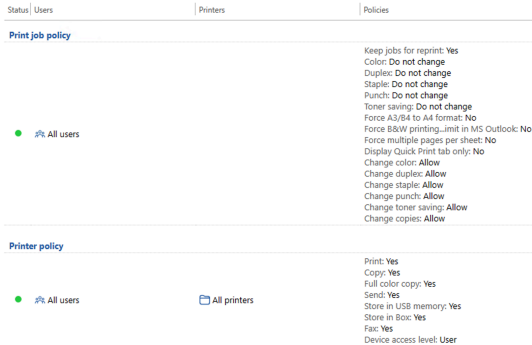 Status Users Printers Policies
Print job policy
Keep jobs for reprint: Yes
Color: Do not change
Duplex: Do not change
Staple: Do not change
Punch: Do not change
Toner saving: Do not change
Force A3/B4 to A4 format: No
Force B&W printing...imit in MS Outlook: No
All users
Force multiple pages per sheet: No
Display Quick Print tab only: No
Change color: Allow
Change duplex: Allow
Change staple: Allow
Change punch: Allow
Change toner saving: Allow
Change copies: Allow
Printer policy
Print: Yes
Copy: Yes
Full color copy: Yes
Send: Yes
All users All printers
Store in USB memory: Yes
Store in Box: Yes
Fax: Yes
Device access level: User